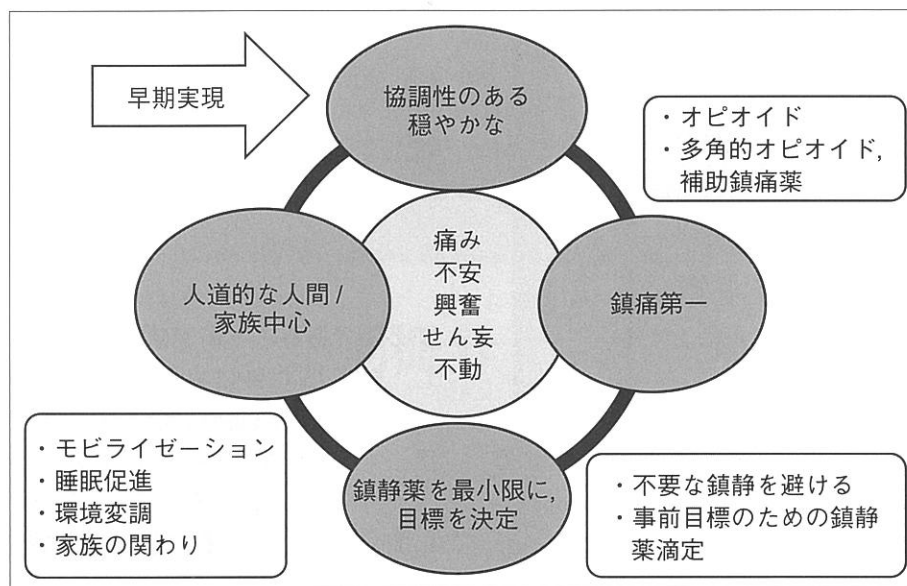 早期実現
協調性のある
穏やかな
・オピオイド
・多角的オピオイド,
補助鎮痛薬
人道的な人間/
家族中心
痛み
不安
興奮
せん妄
不動
鎮痛第一
・モビライゼーション
・睡眠促進
・環境変調
・家族の関わり
鎮静薬を最小限に,
目標を決定
・不要な鎮静を避ける
・事前目標のための鎮静
薬滴定